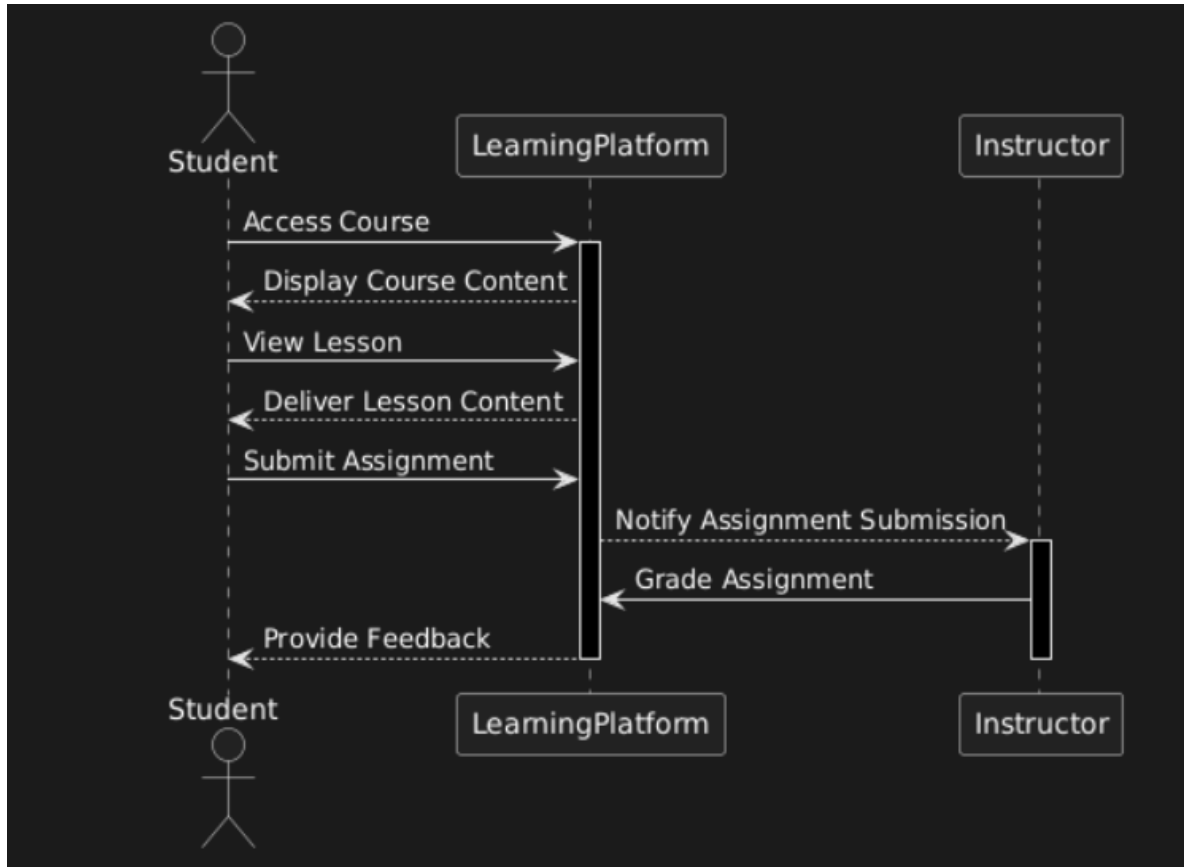 Student
LearningPlatform
Instructor
Access Course
Display Course Content
View Lesson
Deliver Lesson Content
Submit Assignment
Notify Assignment Submission
Grade Assignment
Provide Feedback
Student
LearningPlatform
Instructor